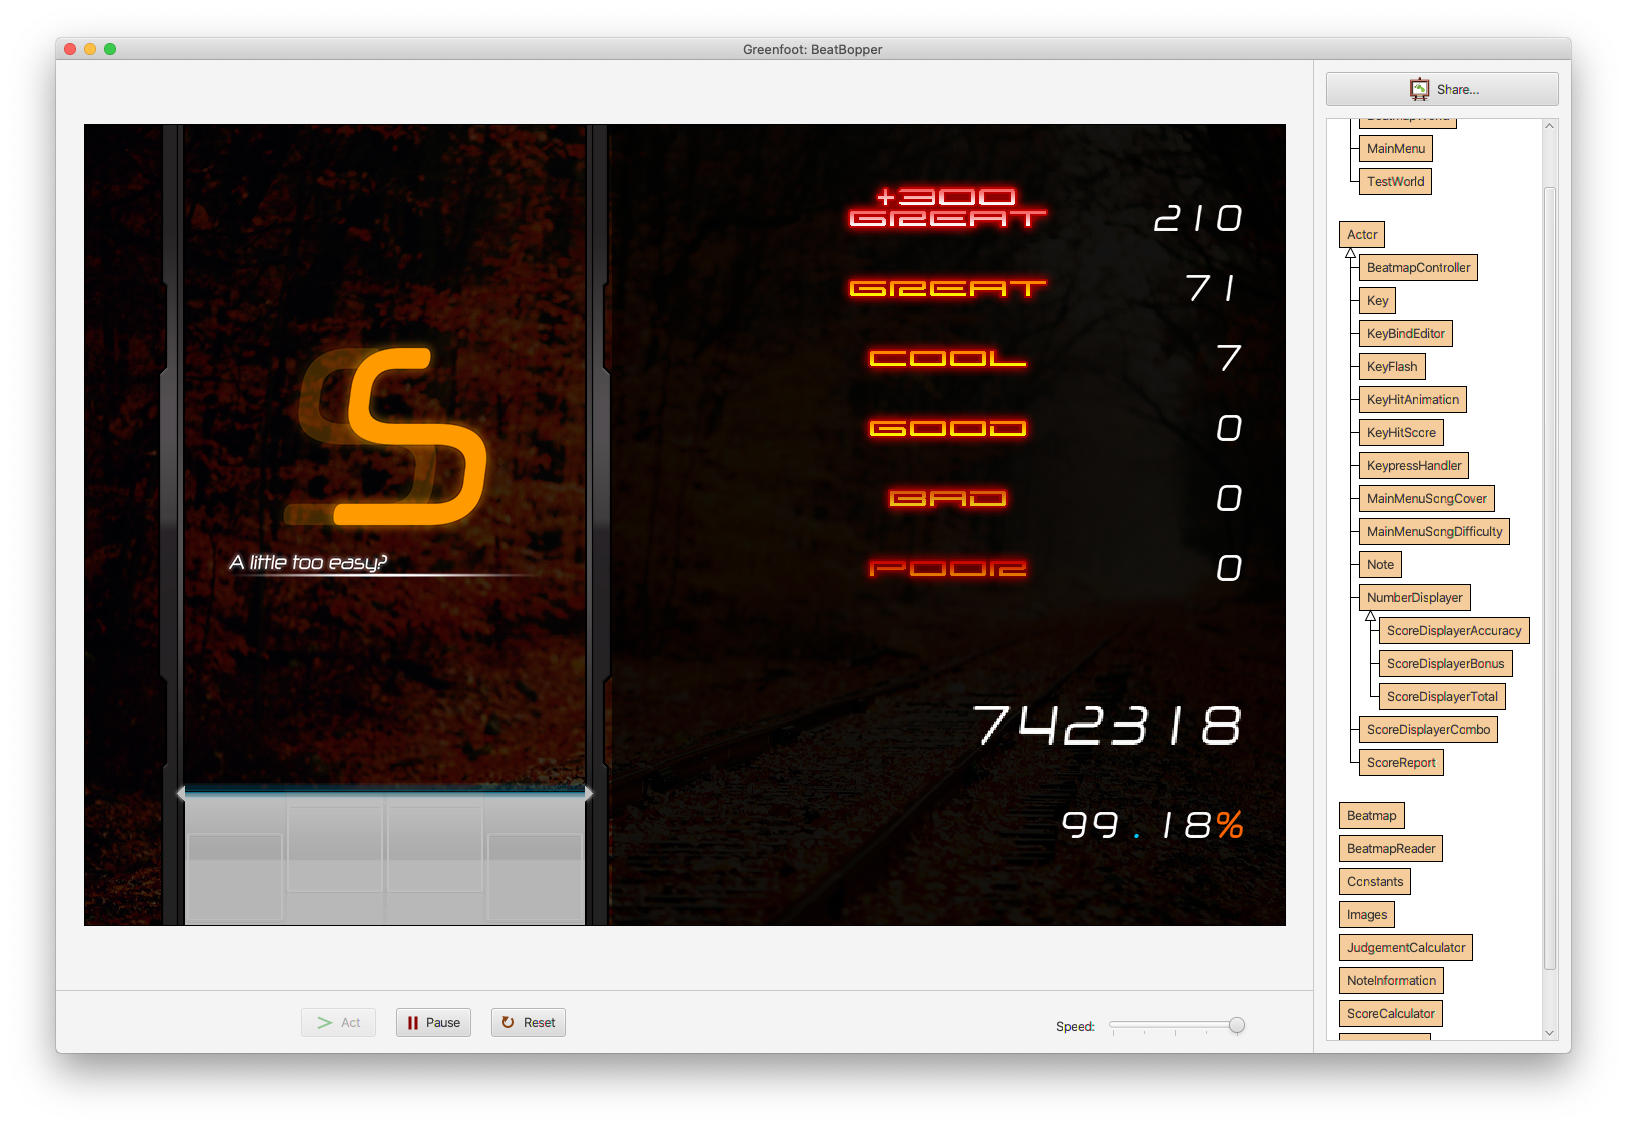 Greenfoot: BeatBopper
+300
GREAT 210
GREAT 71
COOL 7
GOOD 0
BAD 0
POOR 0
S
A little too easy?
742318
99.18%
Act
Pause
Reset
Speed:
Share...
BeatmapWorld
MainMenu
TestWorld
Actor
BeatmapController
Key
KeyBindEditor
KeyFlash
KeyHitAnimation
KeyHitScore
KeypressHandler
MainMenuSongCover
MainMenuSongDifficulty
Note
NumberDisplayer
ScoreDisplayerAccuracy
ScoreDisplayerBonus
ScoreDisplayerTotal
ScoreDisplayerCombo
ScoreReport
Beatmap
BeatmapReader
Constants
Images
JudgementCalculator
NoteInformation
ScoreCalculator